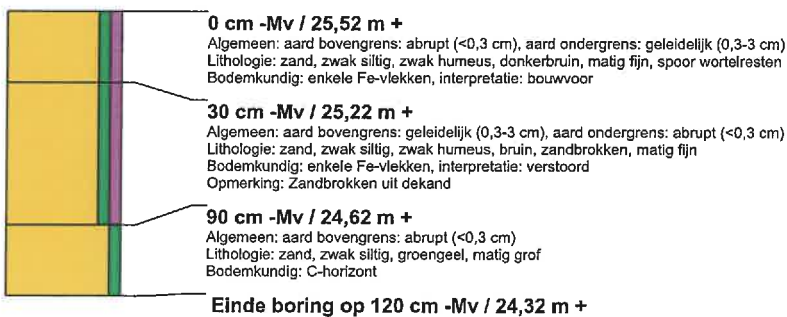 0 cm -Mv / 25,52 m +
Algemeen: aard bovengrens: abrupt (<0,3 cm), aard ondergrens: geleidelijk (0,3-3 cm)
Lithologie: zand, zwak siltig, zwak humeus, donkerbruin, matig fijn, spoor wortelresten
Bodemkundig: enkele Fe-vlekken, interpretatie: bouwvoor
30 cm -Mv / 25,22 m +
Algemeen: aard bovengrens: geleidelijk (0,3-3 cm), aard ondergrens: abrupt (<0,3 cm)
Lithologie: zand, zwak siltig, zwak humeus, bruin, zandbrokken, matig fijn
Bodemkundig: enkele Fe-vlekken, interpretatie: verstoord
Opmerking: Zandbrokken uit dekand
90 cm -Mv / 24,62 m +
Algemeen: aard bovengrens: abrupt (<0,3 cm)
Lithologie: zand, zwak siltig, groengeel, matig grof
Bodemkundig: C-horizont
Einde boring op 120 cm -Mv / 24,32 m +